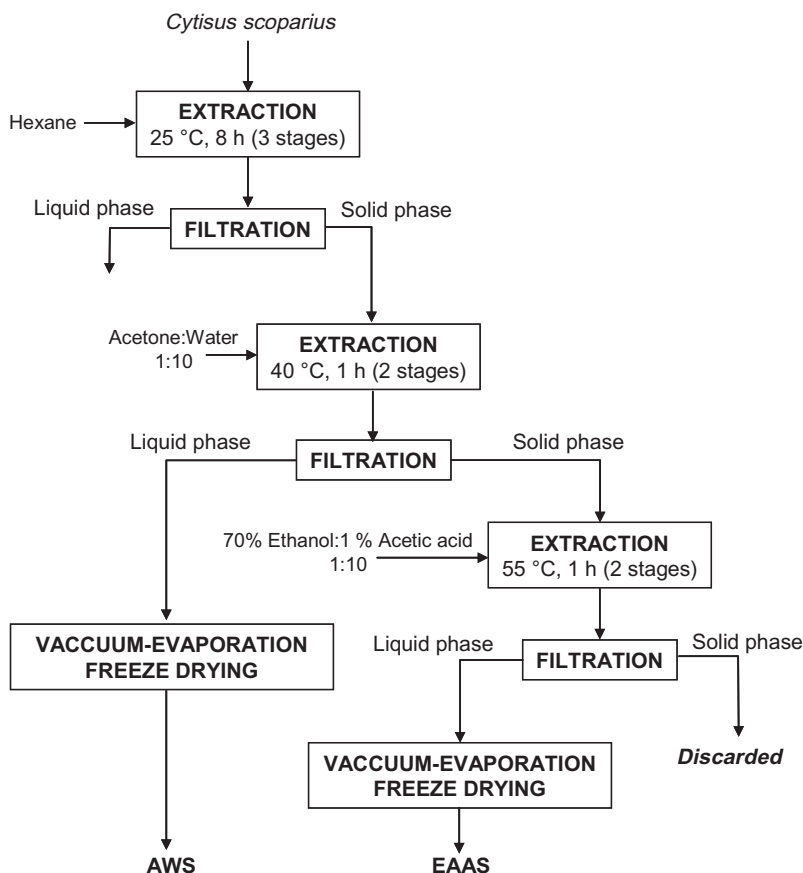 Cytisus scoparius
EXTRACTION
Hexane
25 °C, 8 h (3 stages)
Liquid phase
Solid phase
FILTRATION
Acetone:Water
1:10
EXTRACTION
40 °C, 1 h (2 stages)
Liquid phase
Solid phase
FILTRATION
70% Ethanol:1 % Acetic acid
1:10
EXTRACTION
55 °C, 1 h (2 stages)
VACCUUM-EVAPORATION
FREEZE DRYING
Liquid phase
Solid phase
FILTRATION
VACCUUM-EVAPORATION
FREEZE DRYING
Discarded
AWS
EAAS